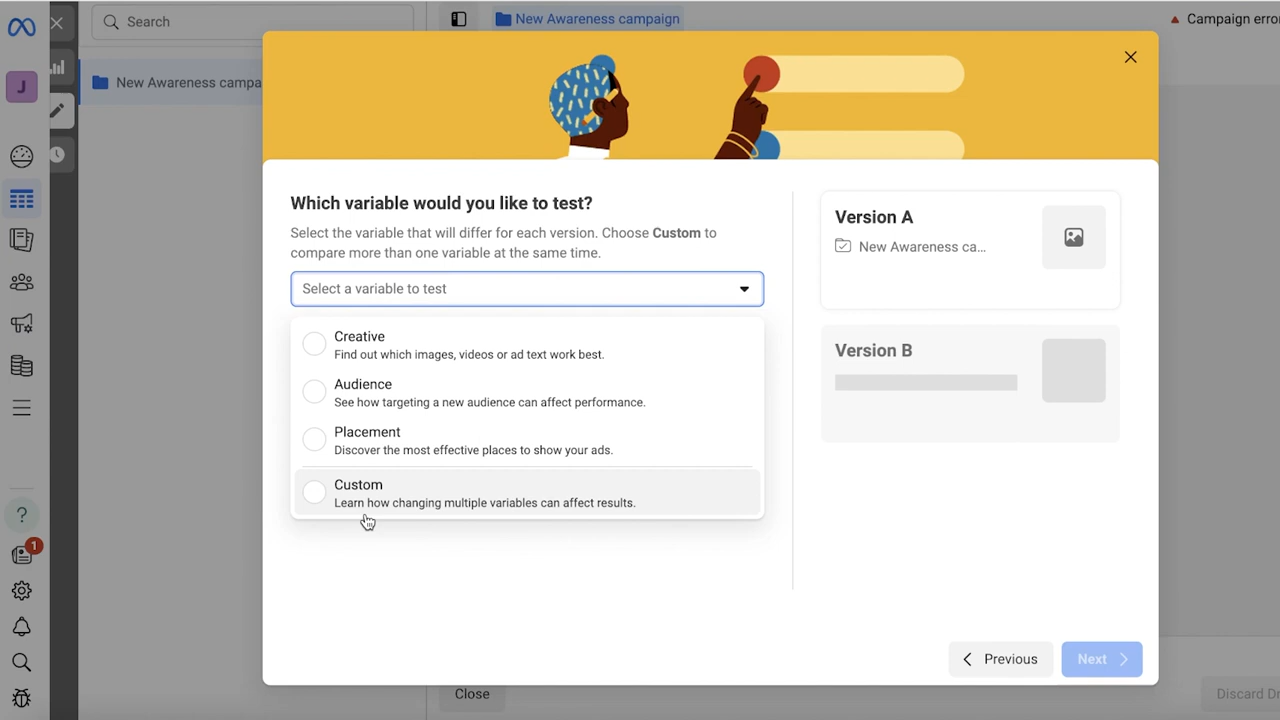 Search
New Awareness campaign
Campaign error
J
New Awareness campa
Which variable would you like to test?
Select the variable that will differ for each version. Choose Custom to
compare more than one variable at the same time.
Select a variable to test
Creative
Find out which images, videos or ad text work best.
Audience
See how targeting a new audience can affect performance.
Placement
Discover the most effective places to show your ads.
Custom
Learn how changing multiple variables can affect results.
Version A
New Awareness ca...
Version B
Previous
Next
?
1
Close
Discard Dr